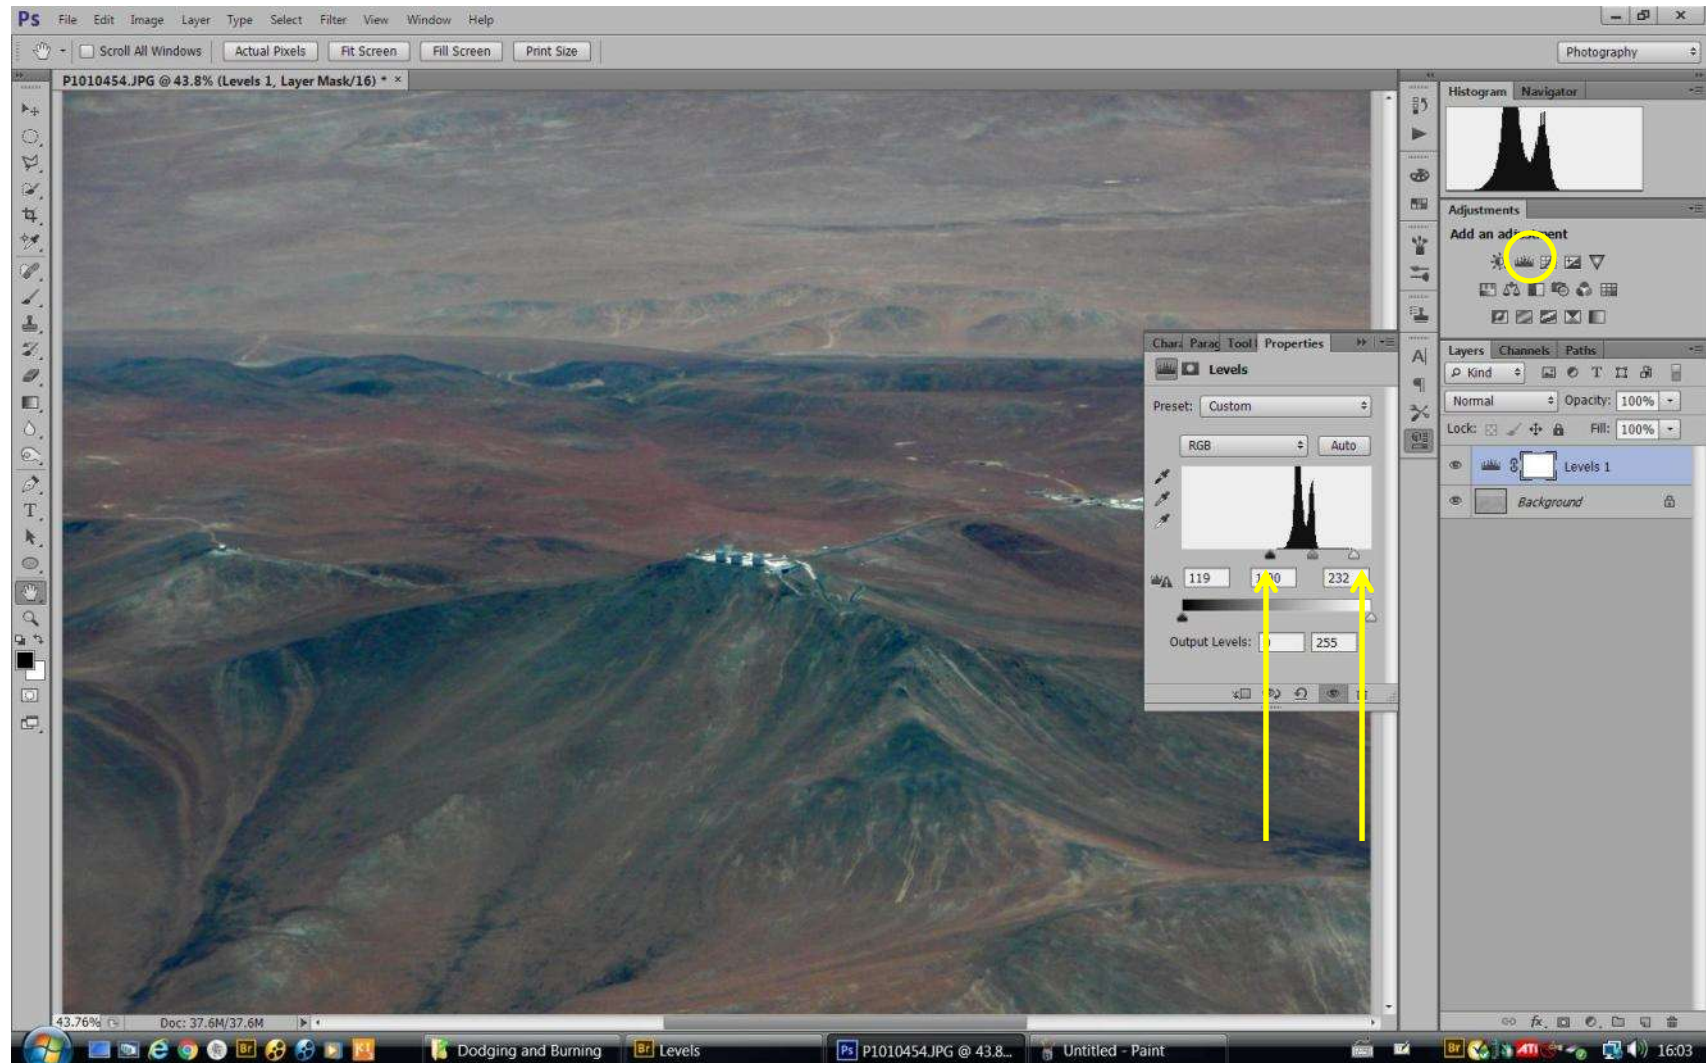 Ps File Edit Image Layer Type Select Filter View Window Help
Scroll All Windows Actual Pixels Fit Screen Fill Screen Print Size Photography
P1010454.JPG @ 43.8% (Levels 1, Layer Mask/16) * ×
Histogram Navigator
Adjustments
Add an adjustment
Properties
Levels
Preset: Custom
RGB Auto
119 232
Output Levels: 255
Layers Channels Paths
Kind
Normal Opacity: 100%
Lock: Fill: 100%
Levels 1
Background
43.76% Doc: 37.6M/37.6M
Dodging and Burning Br Levels Ps P1010454.JPG @ 43.8... Untitled - Paint Br ATI 16:03